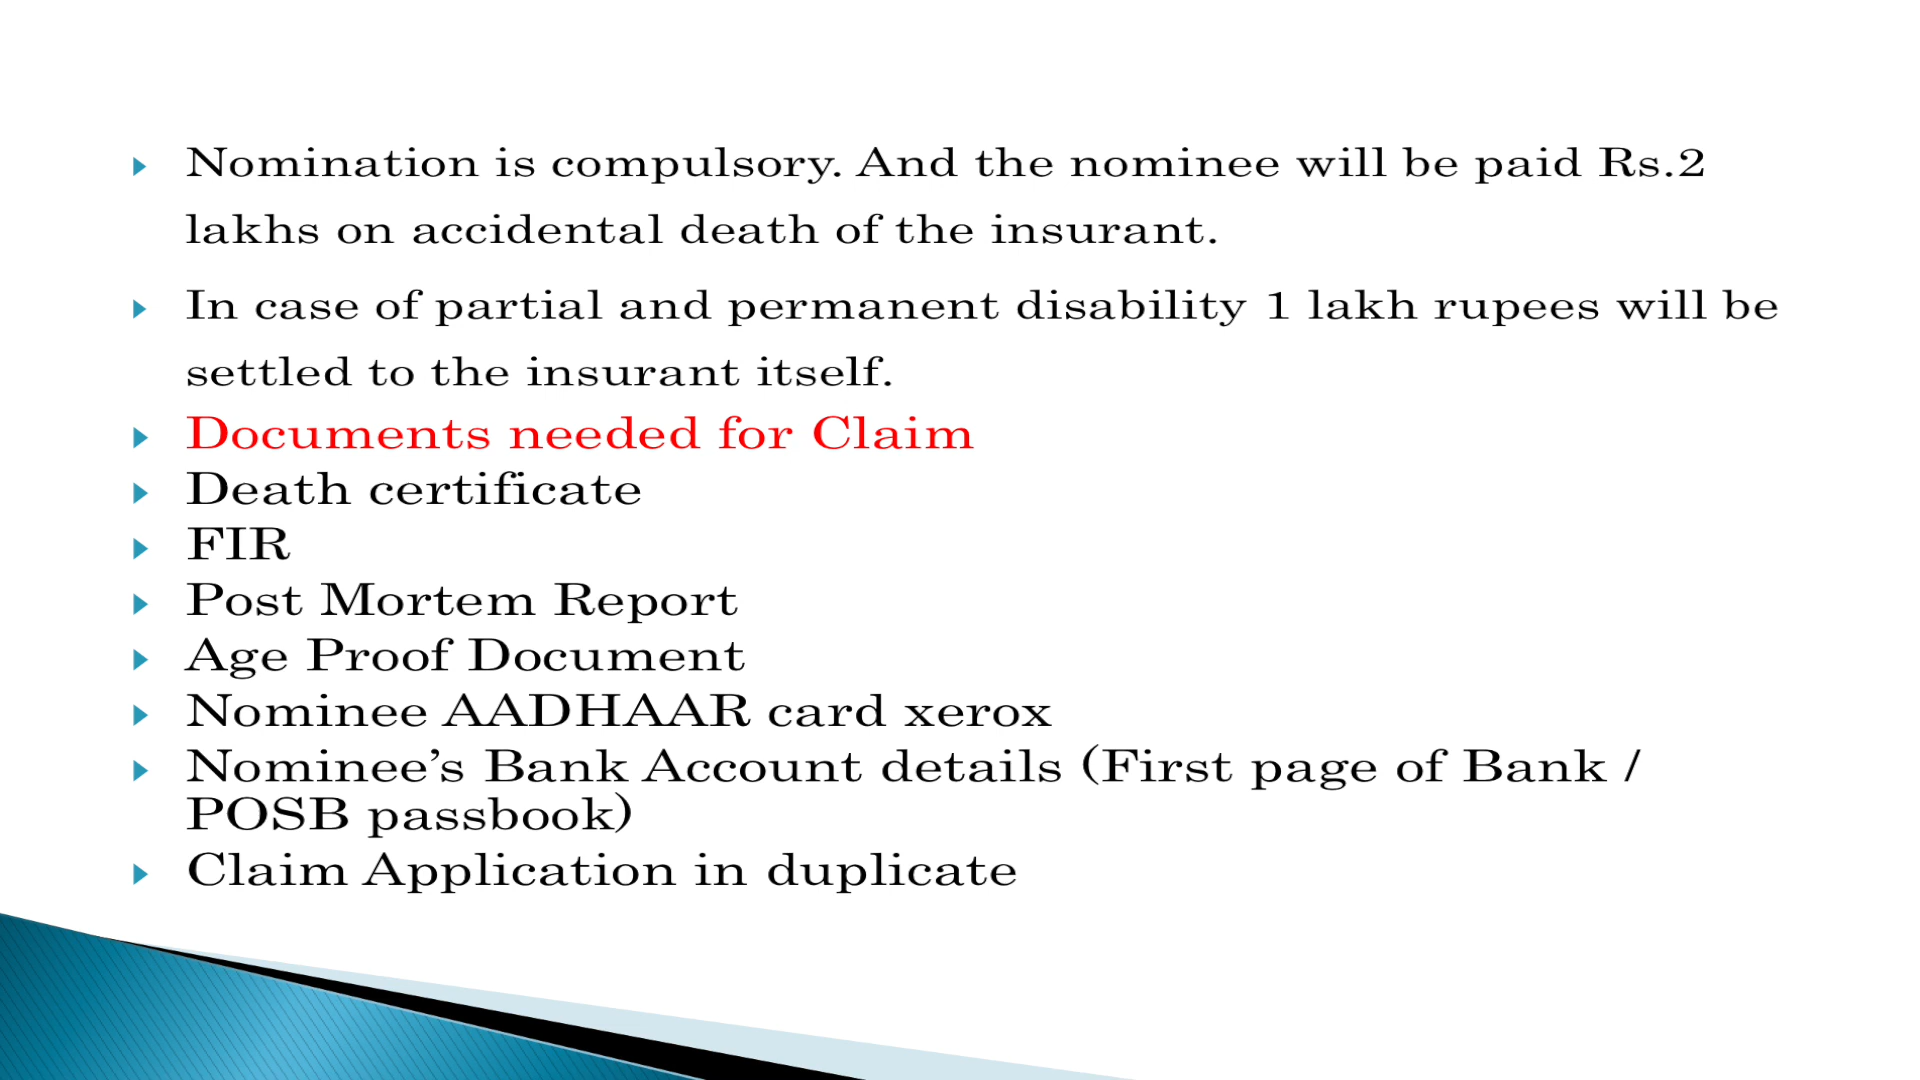 Nomination is compulsory. And the nominee will be paid Rs.2
lakhs on accidental death of the insurant.
In case of partial and permanent disability 1 lakh rupees will be
settled to the insurant itself.
Documents needed for Claim
Death certificate
FIR
Post Mortem Report
Age Proof Document
Nominee AADHAAR card xerox
Nominee’s Bank Account details (First page of Bank /
POSB passbook)
Claim Application in duplicate